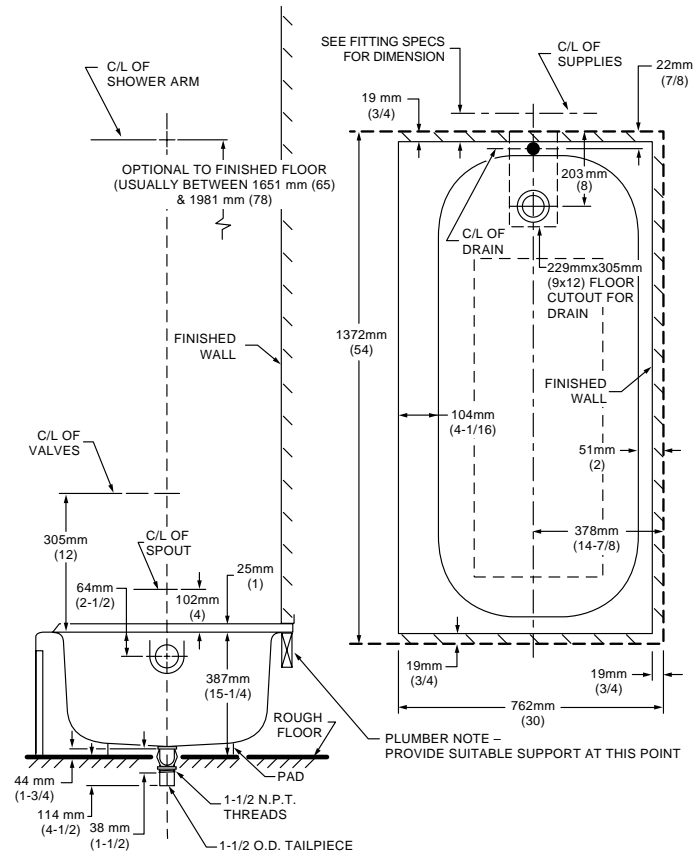 C/L OF
SHOWER ARM
OPTIONAL TO FINISHED FLOOR
(USUALLY BETWEEN 1651 mm (65)
& 1981 mm (78)
FINISHED
WALL
C/L OF
VALVES
305mm
(12)
C/L OF
SPOUT
64mm
(2-1/2)
102mm
(4)
25mm
(1)
387mm
(15-1/4)
ROUGH
FLOOR
PAD
44 mm
(1-3/4)
114 mm
(4-1/2)
38 mm
(1-1/2)
1-1/2 N.P.T.
THREADS
1-1/2 O.D. TAILPIECE
PLUMBER NOTE –
PROVIDE SUITABLE SUPPORT AT THIS POINT
SEE FITTING SPECS
FOR DIMENSION
C/L OF
SUPPLIES
22mm
(7/8)
19 mm
(3/4)
203mm
(8)
C/L OF
DRAIN
229mmx305mm
(9x12) FLOOR
CUTOUT FOR
DRAIN
1372mm
(54)
FINISHED
WALL
104mm
(4-1/16)
51mm
(2)
378mm
(14-7/8)
19mm
(3/4)
19mm
(3/4)
762mm
(30)